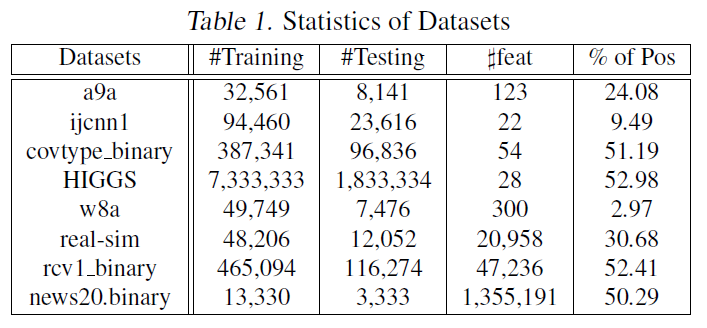 Table 1. Statistics of Datasets
Datasets #Training #Testing ♯feat % of Pos
a9a 32,561 8,141 123 24.08
ijcnn1 94,460 23,616 22 9.49
covtype_binary 387,341 96,836 54 51.19
HIGGS 7,333,333 1,833,334 28 52.98
w8a 49,749 7,476 300 2.97
real-sim 48,206 12,052 20,958 30.68
rcv1_binary 465,094 116,274 47,236 52.41
news20.binary 13,330 3,333 1,355,191 50.29